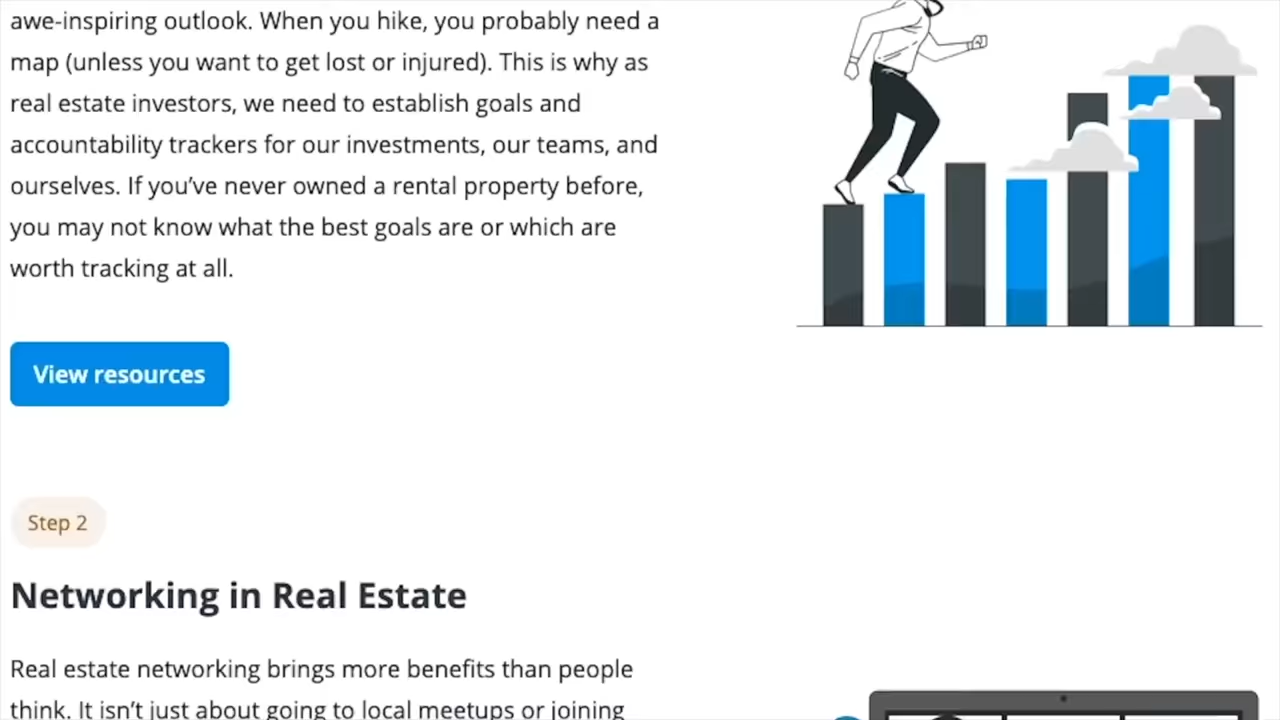 awe-inspiring outlook. When you hike, you probably need a
map (unless you want to get lost or injured). This is why as
real estate investors, we need to establish goals and
accountability trackers for our investments, our teams, and
ourselves. If you’ve never owned a rental property before,
you may not know what the best goals are or which are
worth tracking at all.
View resources
Step 2
Networking in Real Estate
Real estate networking brings more benefits than people
think. It isn’t just about going to local meetups or joining